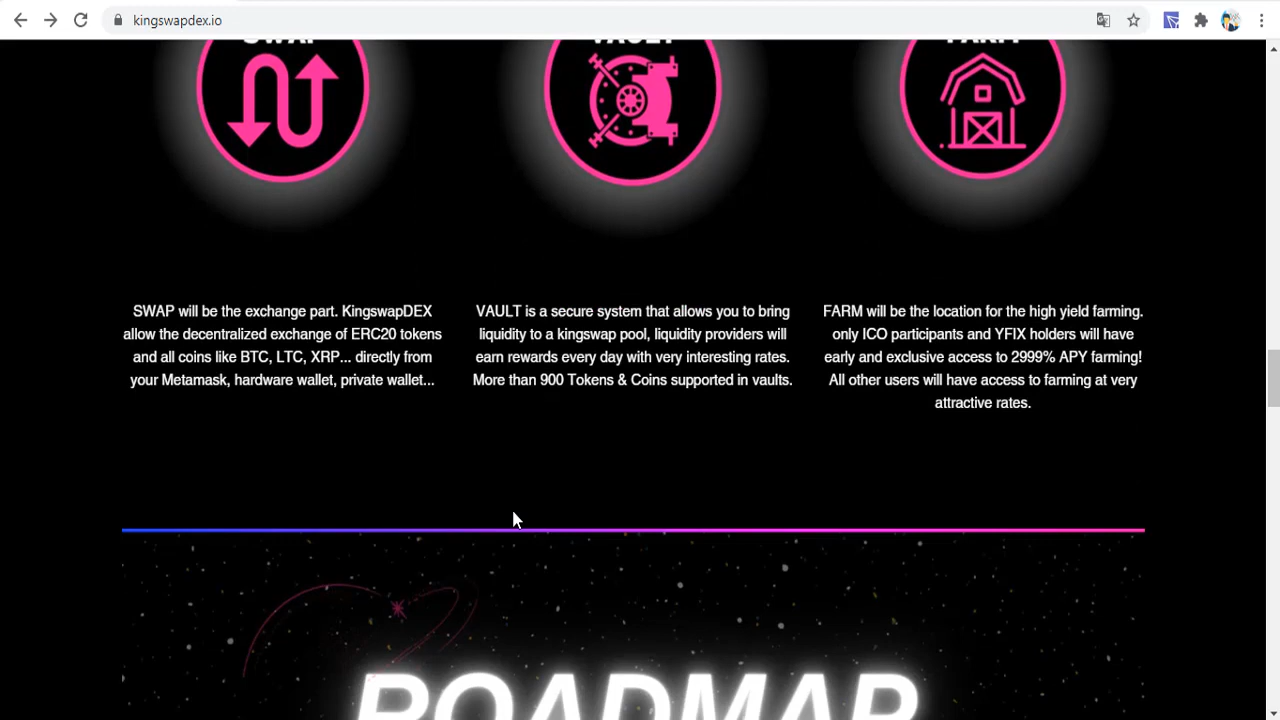 kingswapdex.io
SWAP
VAULT
FARM
SWAP will be the exchange part. KingswapDEX
allow the decentralized exchange of ERC20 tokens
and all coins like BTC, LTC, XRP... directly from
your Metamask, hardware wallet, private wallet...
VAULT is a secure system that allows you to bring
liquidity to a kingswap pool, liquidity providers will
earn rewards every day with very interesting rates.
More than 900 Tokens & Coins supported in vaults.
FARM will be the location for the high yield farming.
only ICO participants and YFIX holders will have
early and exclusive access to 2999% APY farming!
All other users will have access to farming at very
attractive rates.
ROADMAP